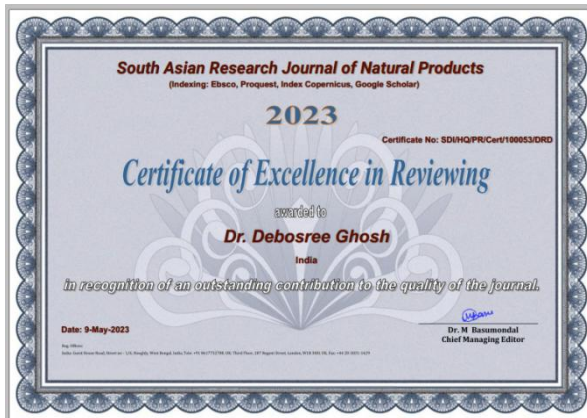 South Asian Research Journal of Natural Products
(Indexing: Ebsco, Proquest, Index Copernicus, Google Scholar)
2023
Certificate No: SDI/HQ/PR/Cert/100053/DRD
Certificate of Excellence in Reviewing
awarded to
Dr. Debosree Ghosh
India
in recognition of an outstanding contribution to the quality of the journal.
Date: 9-May-2023
Dr. M Basumondal
Chief Managing Editor
Reg. Offices: